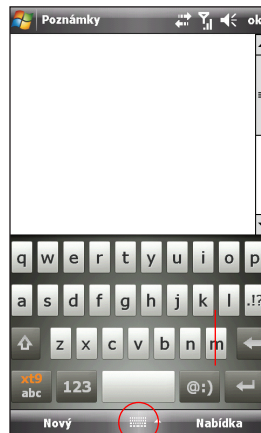 Poznámky ok
q w e r t y u i o p
a s d f g h j k l .!?
z x c v b n m
xt9
abc 123 @:)
Nový Nabídka